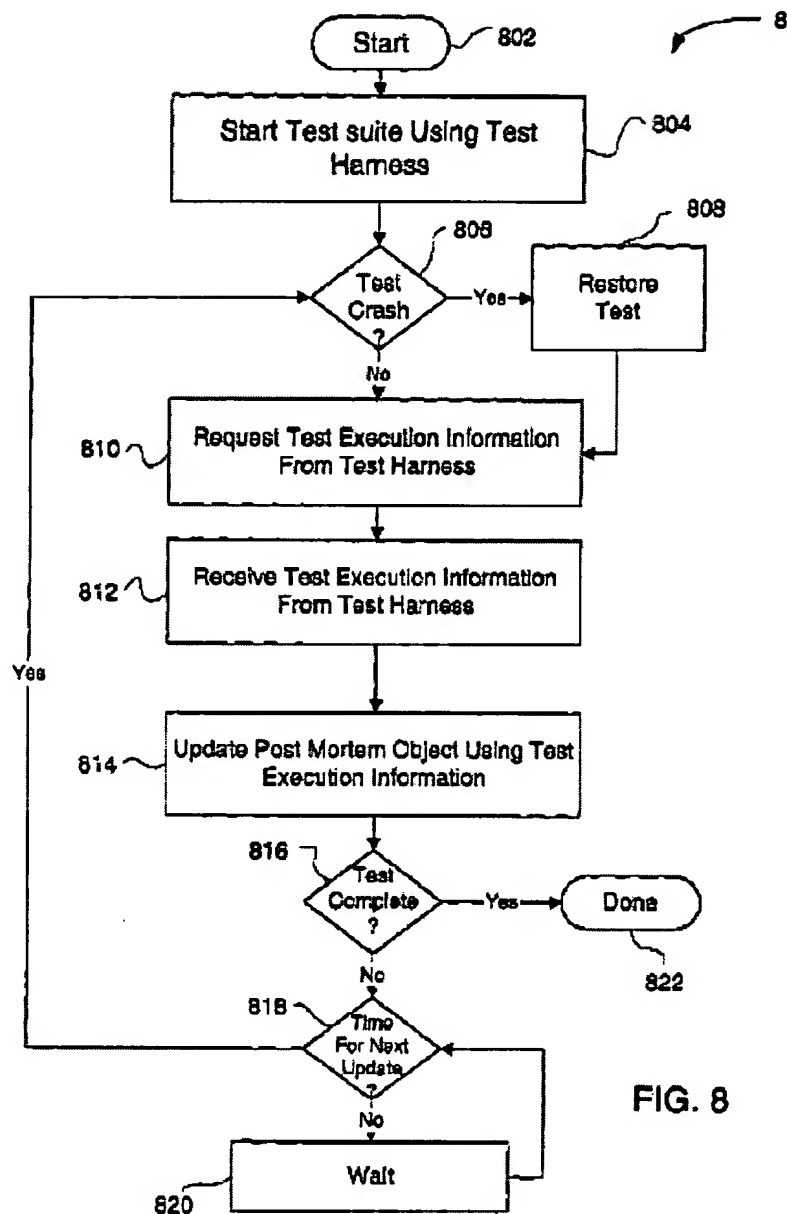 8
Start
802
Start Test suite Using Test
Harness
804
806
Test
Crash
?
Yes
808
Restore
Test
No
810
Request Test Execution Information
From Test Harness
812
Receive Test Execution Information
From Test Harness
Yes
814
Update Post Mortem Object Using Test
Execution Information
816
Test
Complete
?
Yes
Done
822
No
818
Time
For Next
Update
?
No
FIG. 8
Wait
820